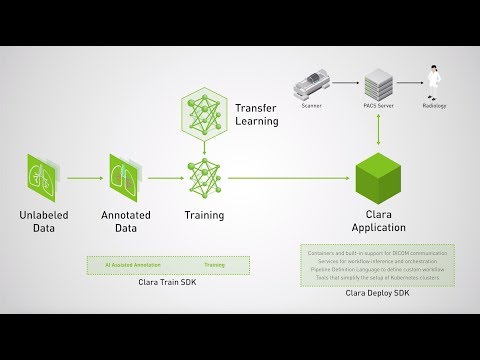 Scanner
PACS Server
Radiology
Transfer
Learning
Unlabeled
Data
Annotated
Data
Training
Clara
Application
AI Assisted Annotation
Training
Clara Train SDK
Containers and built-in support for DICOM communication
Services for workflow-inference and orchestration
Pipeline Definition Language to define custom workflow
Tools that simplify the setup of Kubernetes clusters
Clara Deploy SDK